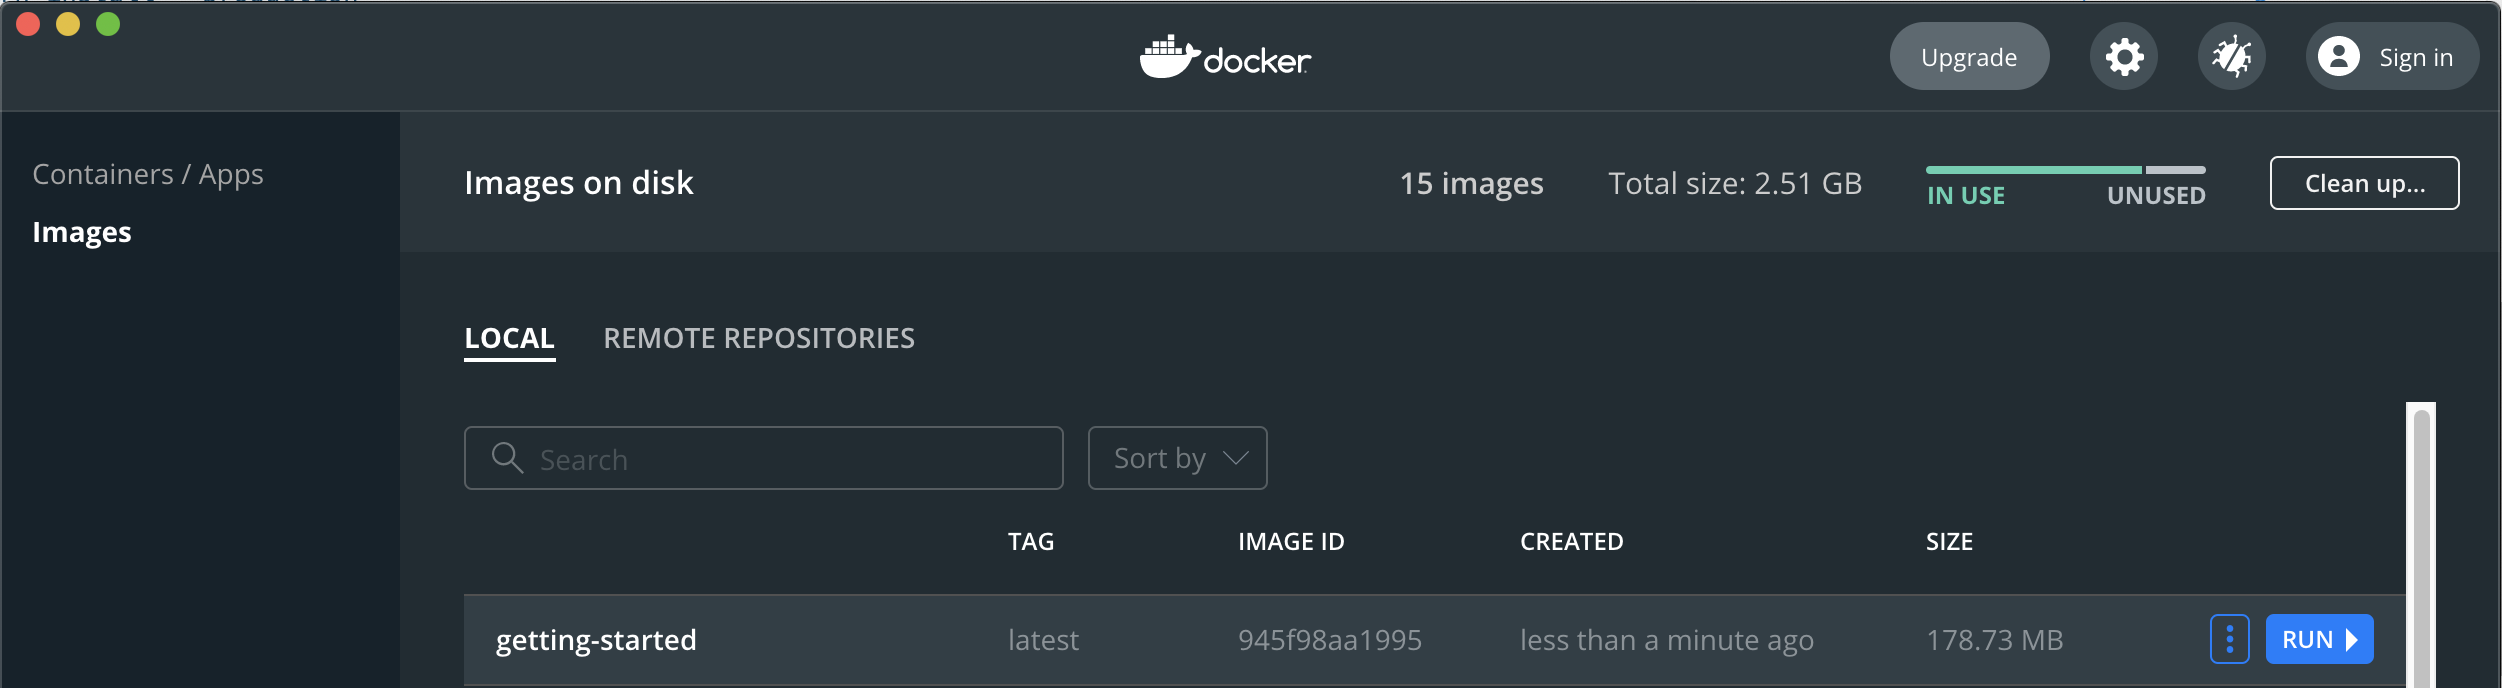 docker
Upgrade
Sign in
Containers / Apps
Images
Images on disk
15 images
Total size: 2.51 GB
IN USE
UNUSED
Clean up...
LOCAL
REMOTE REPOSITORIES
Search
Sort by
TAG
IMAGE ID
CREATED
SIZE
getting-started
latest
945f98aa1995
less than a minute ago
178.73 MB
RUN